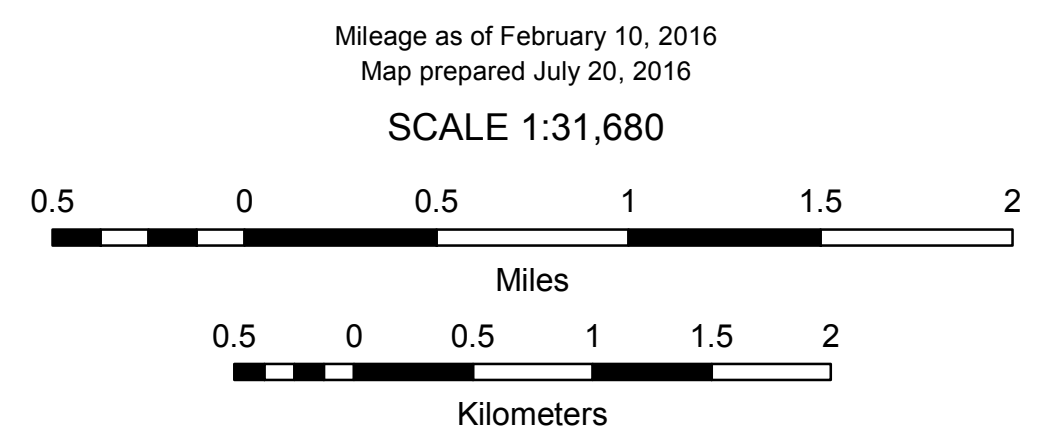 Mileage as of February 10, 2016
Map prepared July 20, 2016
SCALE 1:31,680
0.5 0 0.5 1 1.5 2
Miles
0.5 0 0.5 1 1.5 2
Kilometers